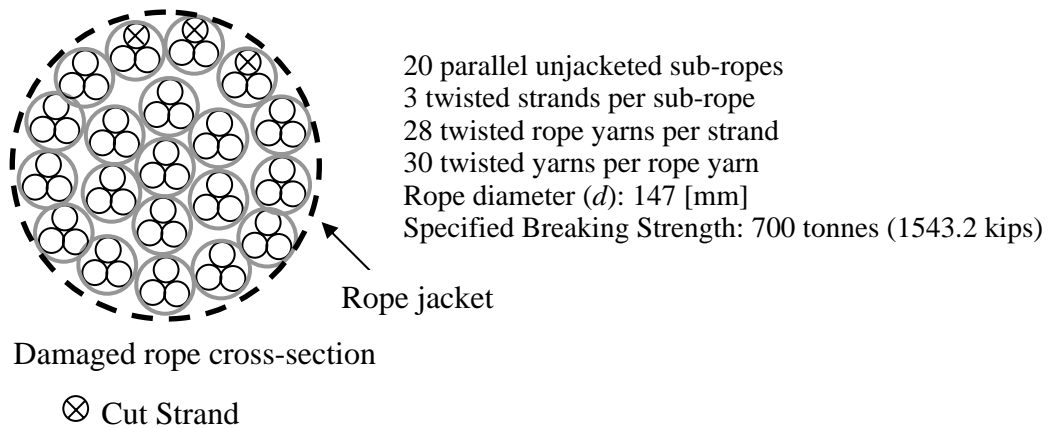 20 parallel unjacketed sub-ropes
3 twisted strands per sub-rope
28 twisted rope yarns per strand
30 twisted yarns per rope yarn
Rope diameter (d): 147 [mm]
Specified Breaking Strength: 700 tonnes (1543.2 kips)
Rope jacket
Damaged rope cross-section
Cut Strand